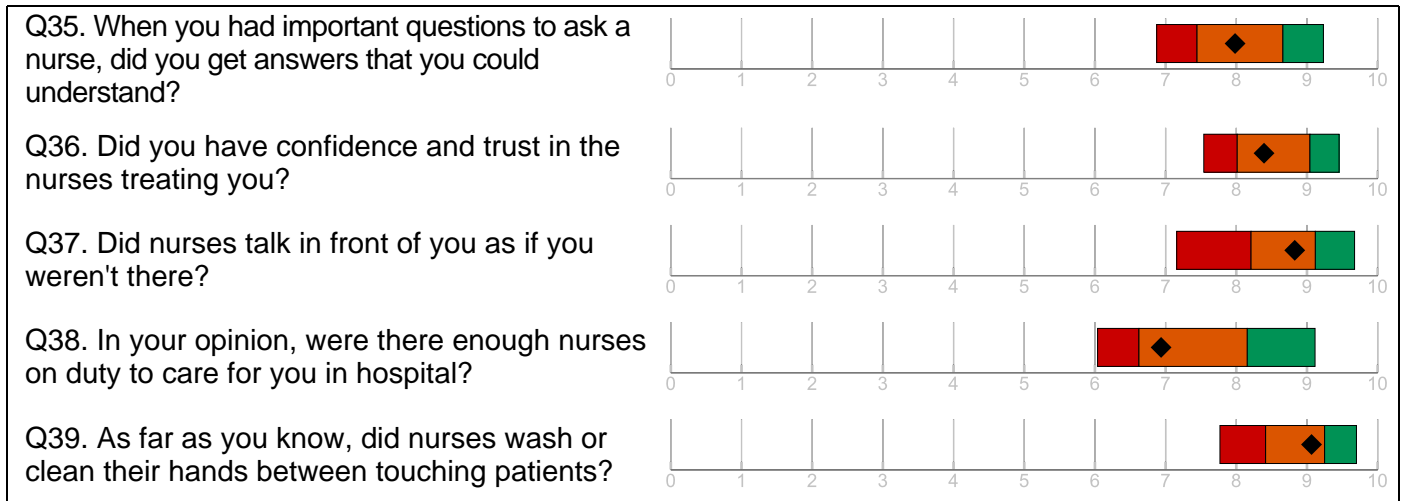 Q35. When you had important questions to ask a
nurse, did you get answers that you could
understand?
0 1 2 3 4 5 6 7 8 9 10
Q36. Did you have confidence and trust in the
nurses treating you?
0 1 2 3 4 5 6 7 8 9 10
Q37. Did nurses talk in front of you as if you
weren't there?
0 1 2 3 4 5 6 7 8 9 10
Q38. In your opinion, were there enough nurses
on duty to care for you in hospital?
0 1 2 3 4 5 6 7 8 9 10
Q39. As far as you know, did nurses wash or
clean their hands between touching patients?
0 1 2 3 4 5 6 7 8 9 10